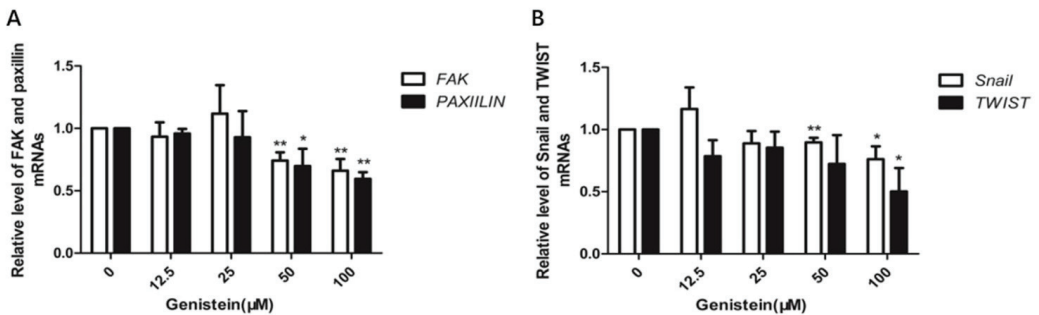 A
Relative level of FAK and paxillin
mRNAs
1.5
1.0
0.5
0.0
FAK
PAXIILIN
** *
** **
0
12.5
25
50
100
Genistein(µM)
B
Relative level of Snail and TWIST
mRNAs
1.5
1.0
0.5
0.0
Snail
TWIST
**
*
*
0
12.5
25
50
100
Genistein(µM)